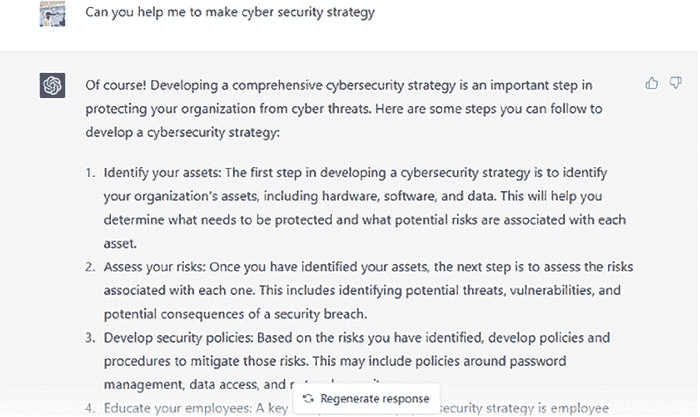 Can you help me to make cyber security strategy
Of course! Developing a comprehensive cybersecurity strategy is an important step in
protecting your organization from cyber threats. Here are some steps you can follow to
develop a cybersecurity strategy:
1. Identify your assets: The first step in developing a cybersecurity strategy is to identify
your organization's assets, including hardware, software, and data. This will help you
determine what needs to be protected and what potential risks are associated with each
asset.
2. Assess your risks: Once you have identified your assets, the next step is to assess the risks
associated with each one. This includes identifying potential threats, vulnerabilities, and
potential consequences of a security breach.
3. Develop security policies: Based on the risks you have identified, develop policies and
procedures to mitigate those risks. This may include policies around password
management, data access, and
Regenerate response
4. Educate your employees: A key security strategy is employee